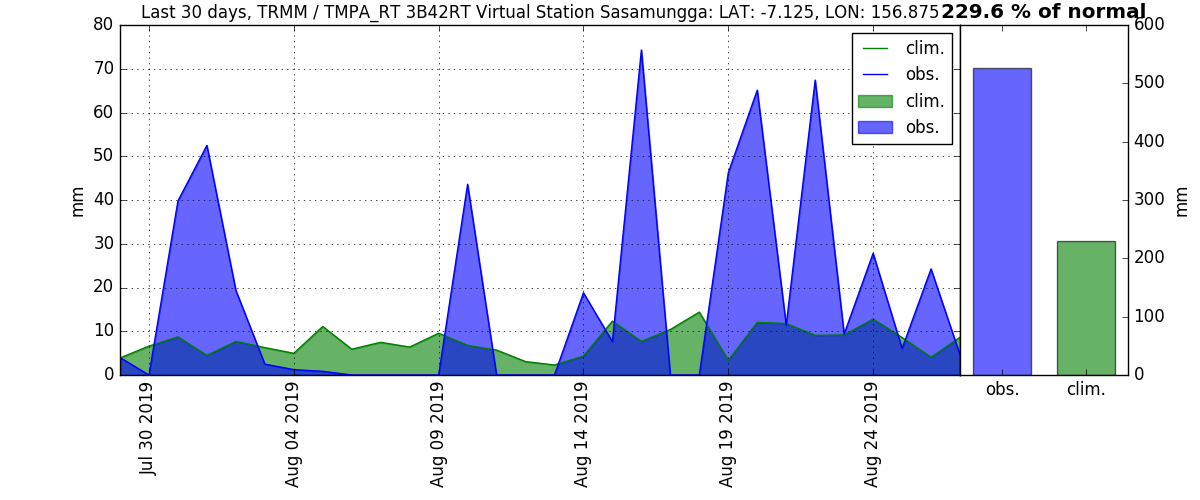 Last 30 days, TRMM / TMPA_RT 3B42RT Virtual Station Sasamungga: LAT: -7.125, LON: 156.875
229.6 % of normal
80
70
60
50
40
30
20
10
0
mm
clim.
obs.
clim.
obs.
Jul 30 2019
Aug 04 2019
Aug 09 2019
Aug 14 2019
Aug 19 2019
Aug 24 2019
600
500
400
300
200
100
0
mm
obs.
clim.